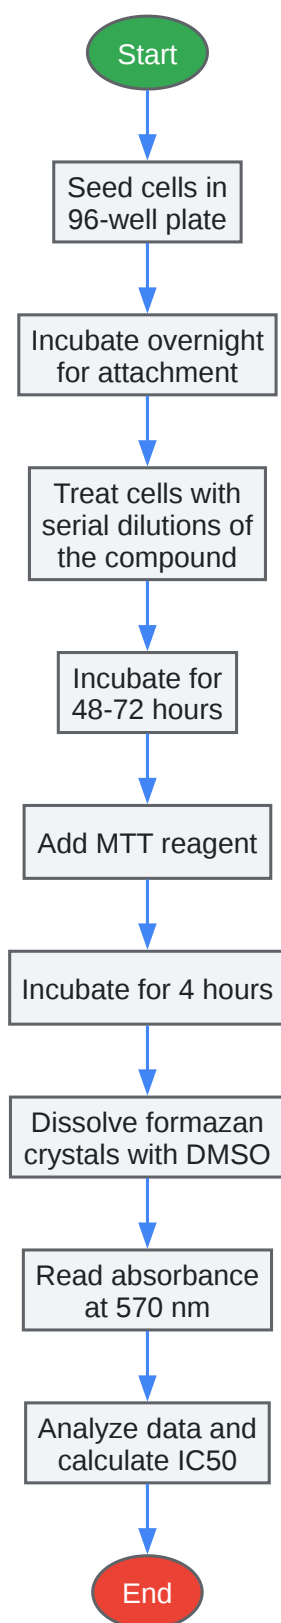 Start
Seed cells in
96-well plate
Incubate overnight
for attachment
Treat cells with
serial dilutions of
the compound
Incubate for
48-72 hours
Add MTT reagent
Incubate for 4 hours
Dissolve formazan
crystals with DMSO
Read absorbance
at 570 nm
Analyze data and
calculate IC50
End